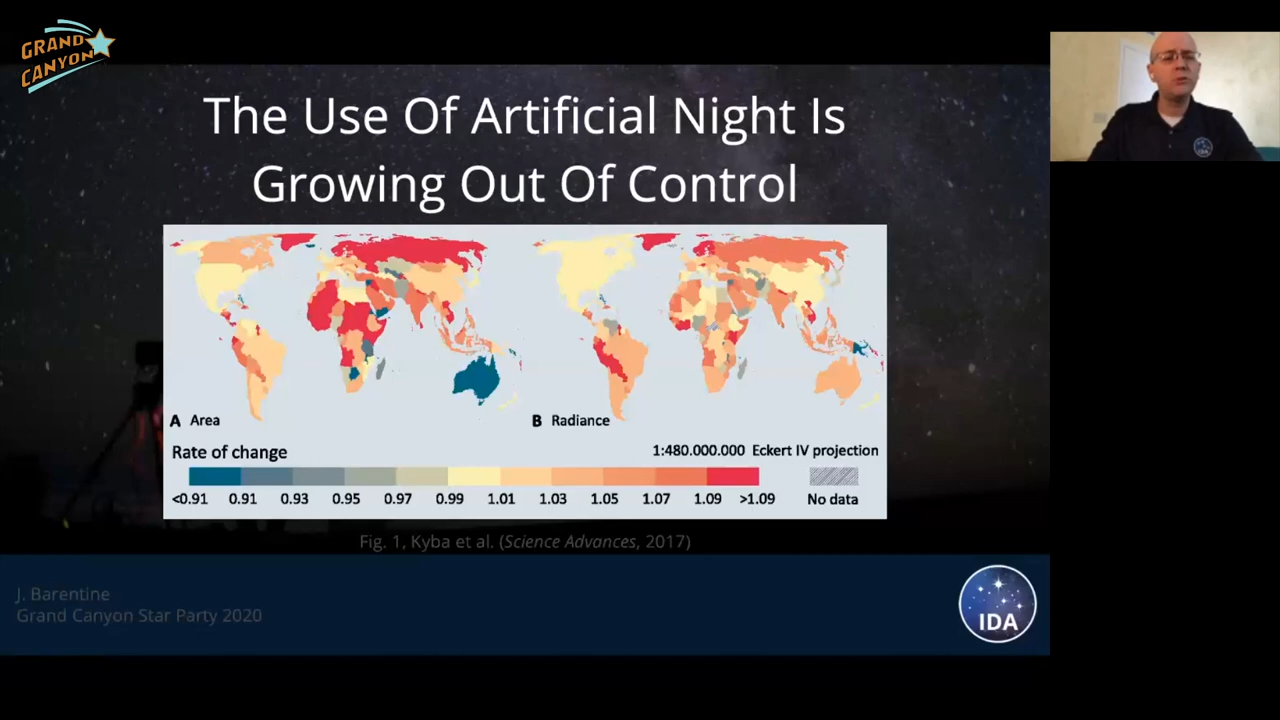 GRAND
CANYON
The Use Of Artificial Night Is
Growing Out Of Control
A Area
B Radiance
Rate of change
1:480.000.000 Eckert IV projection
<0.91 0.91 0.93 0.95 0.97 0.99 1.01 1.03 1.05 1.07 1.09 >1.09 No data
Fig. 1, Kyba et al. (Science Advances, 2017)
J. Barentine
Grand Canyon Star Party 2020
IDA